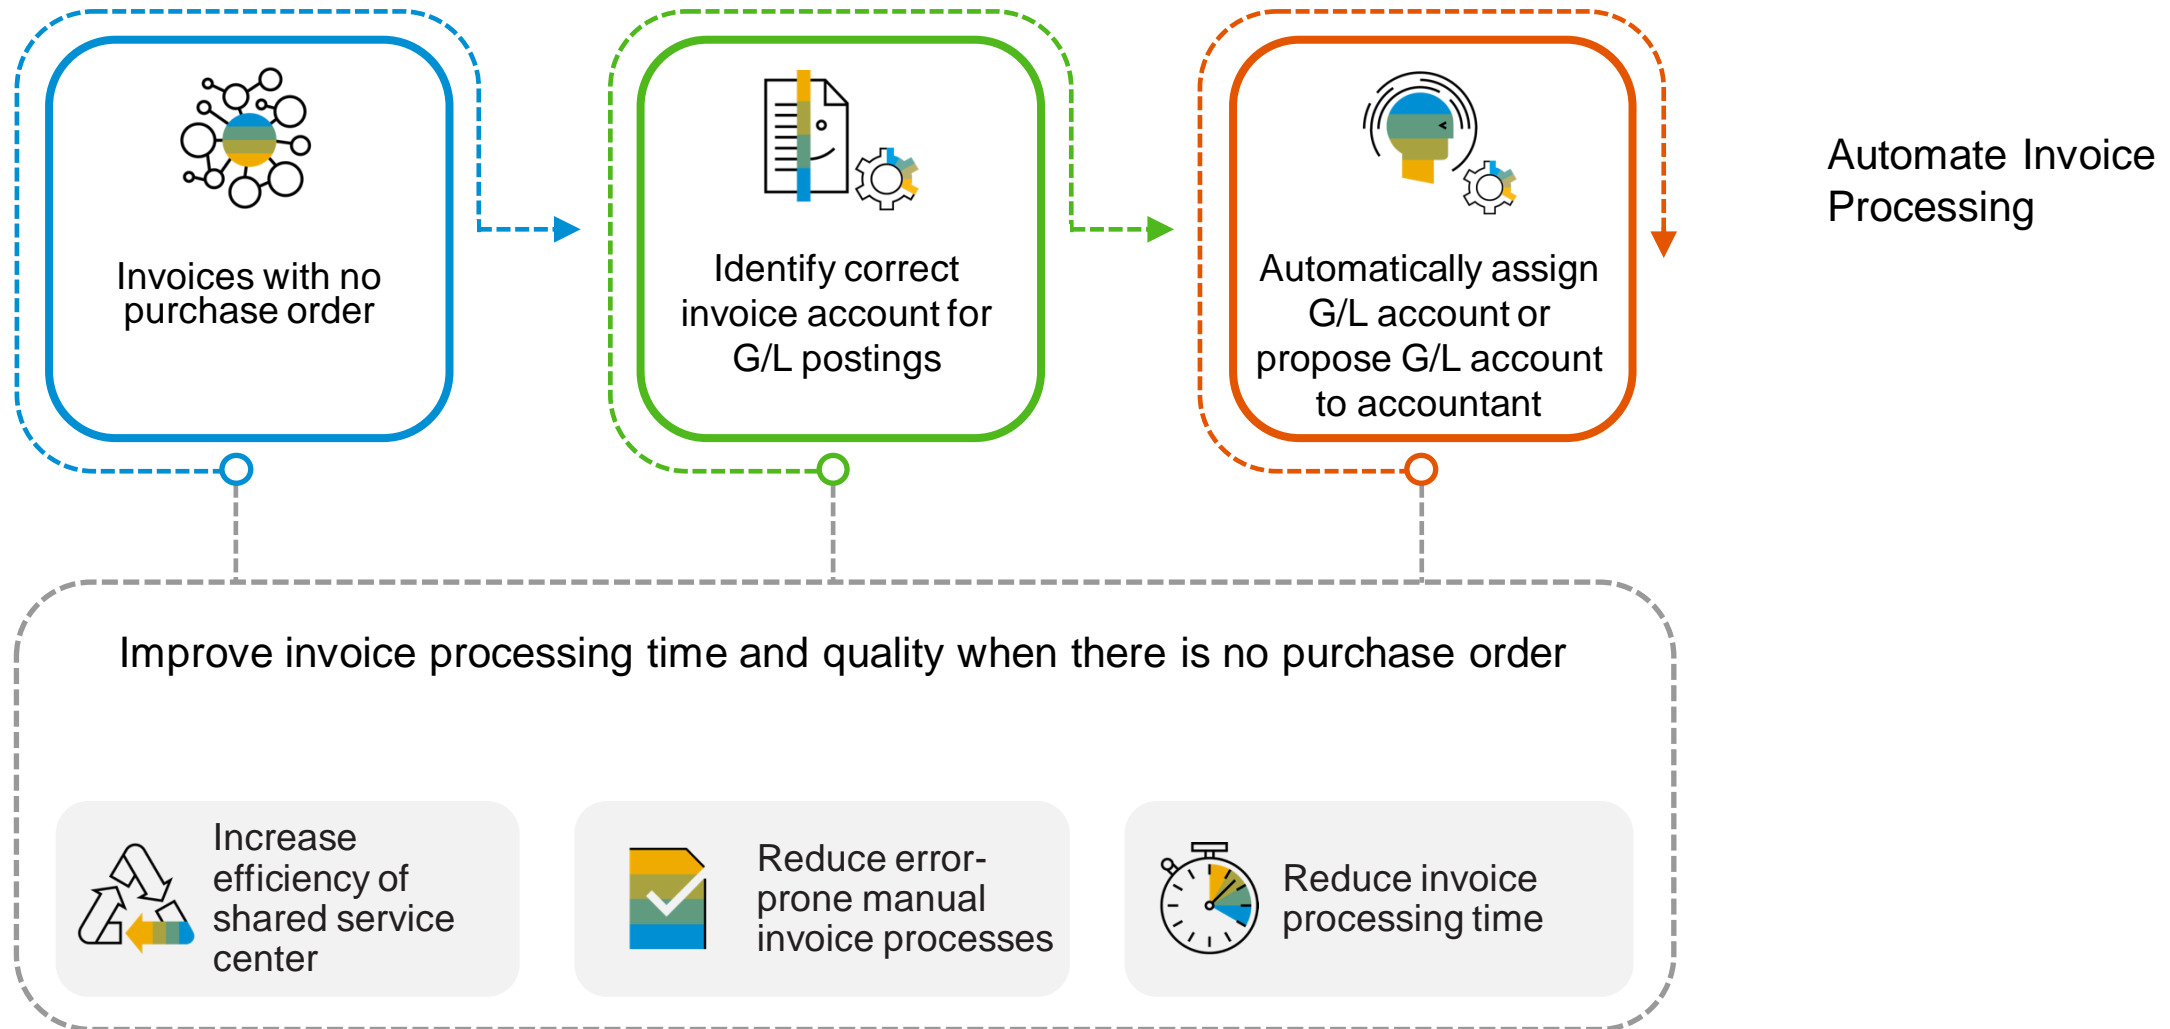 Invoices with no
purchase order
Identify correct
invoice account for
G/L postings
Automatically assign
G/L account or
propose G/L account
to accountant
Automate Invoice
Processing
Improve invoice processing time and quality when there is no purchase order
Increase
efficiency of
shared service
center
Reduce error-
prone manual
invoice processes
Reduce invoice
processing time